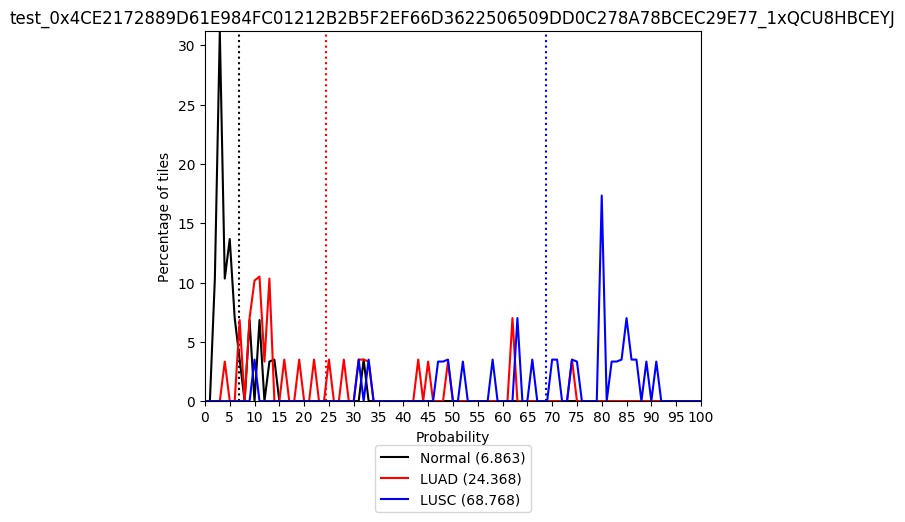 test_0x4CE2172889D61E984FC01212B2B5F2EF66D3622506509DD0C278A78BCEC29E77_1xQCU8HBCEYJ
30
25
20
15
10
5
0
Percentage of tiles
0 5 10 15 20 25 30 35 40 45 50 55 60 65 70 75 80 85 90 95 100
Probability
Normal (6.863)
LUAD (24.368)
LUSC (68.768)